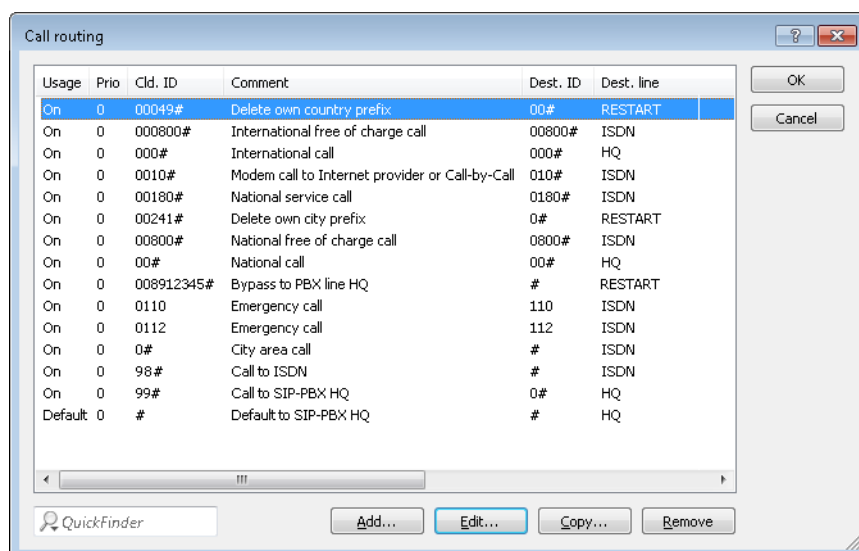 Call routing
Usage Prio Cld. ID Comment Dest. ID Dest. line
On 0 00049# Delete own country prefix 00# RESTART
On 0 000800# International free of charge call 00800# ISDN
On 0 000# International call 000# HQ
On 0 0010# Modem call to Internet provider or Call-by-Call 010# ISDN
On 0 00180# National service call 0180# ISDN
On 0 00241# Delete own city prefix 0# RESTART
On 0 00800# National free of charge call 0800# ISDN
On 0 00# National call 00# HQ
On 0 008912345# Bypass to PBX line HQ # RESTART
On 0 0110 Emergency call 110 ISDN
On 0 0112 Emergency call 112 ISDN
On 0 0# City area call # ISDN
On 0 98# Call to ISDN # ISDN
On 0 99# Call to SIP-PBX HQ 0# HQ
Default 0 # Default to SIP-PBX HQ # HQ
OK
Cancel
QuickFinder Add... Edit... Copy... Remove